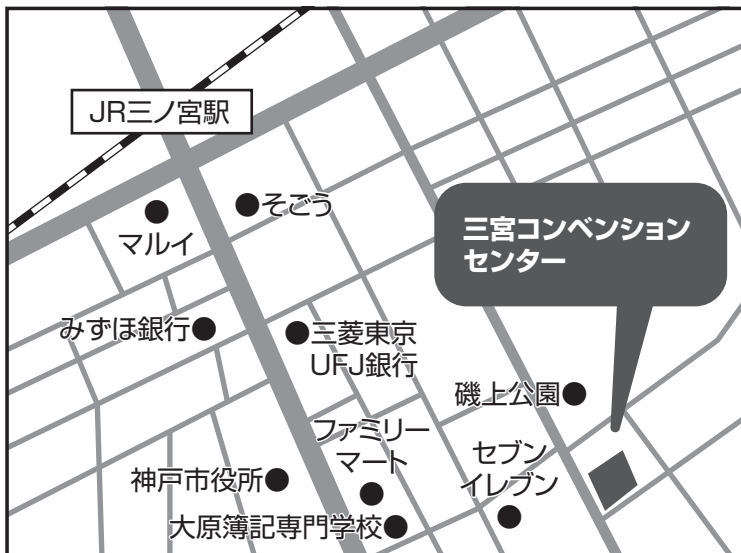 JR三ノ宮駅
そごう
マルイ
三宮コンベンション
センター
みずほ銀行
三菱東京
UFJ銀行
磯上公園
ファミリー
マート
セブン
イレブン
神戸市役所
大原簿記専門学校